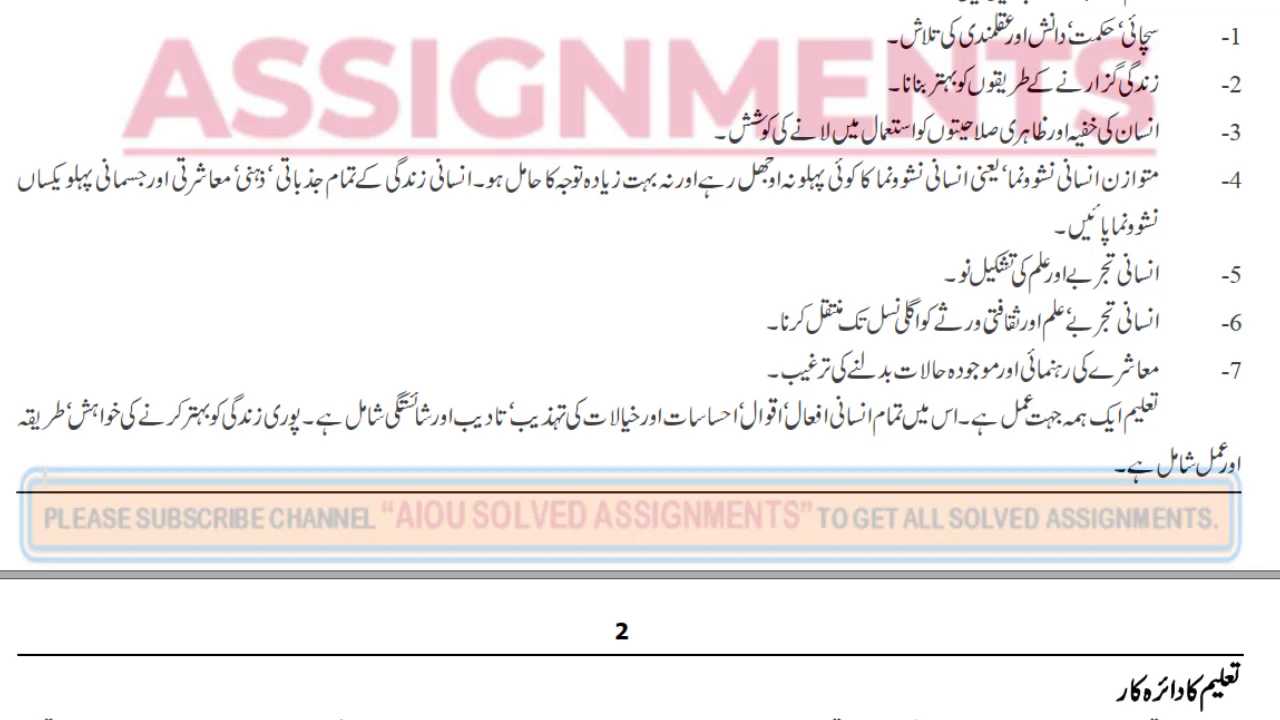 ASSIGNMENTS
-1 سچائی‘ حکمت‘ دانش اور عقلمندی کی تلاش۔
-2 زندگی گزارنے کے طریقوں کو بہتر بنانا۔
-3 انسان کی خفیہ اور ظاہری صلاحیتوں کو استعمال میں لانے کی کوشش۔
-4 متوازن انسانی نشوونما‘ یعنی انسانی نشوونما کا کوئی پہلو نہ اوجھل رہے اور نہ بہت زیادہ توجہ کا حامل ہو۔ انسانی زندگی کے تمام جذباتی‘ ذہنی‘ معاشرتی اور جسمانی پہلو یکساں
نشوونما پائیں۔
-5 انسانی تجربے اور علم کی تشکیل نو۔
-6 انسانی تجربے‘ علم اور ثقافتی ورثے کو اگلی نسل تک منتقل کرنا۔
-7 معاشرے کی رہنمائی اور موجودہ حالات بدلنے کی ترغیب۔
تعلیم ایک ہمہ جہت عمل ہے۔ اس میں تمام انسانی افعال‘ اقوال‘ احساسات اور خیالات کی تہذیب‘ تادیب اور شائستگی شامل ہے۔ پوری زندگی کو بہتر کرنے کی خواہش‘ طریقہ
اور عمل شامل ہے۔
PLEASE SUBSCRIBE CHANNEL “AIOU SOLVED ASSIGNMENTS” TO GET ALL SOLVED ASSIGNMENTS.
2
تعلیم کا دائرہ کار